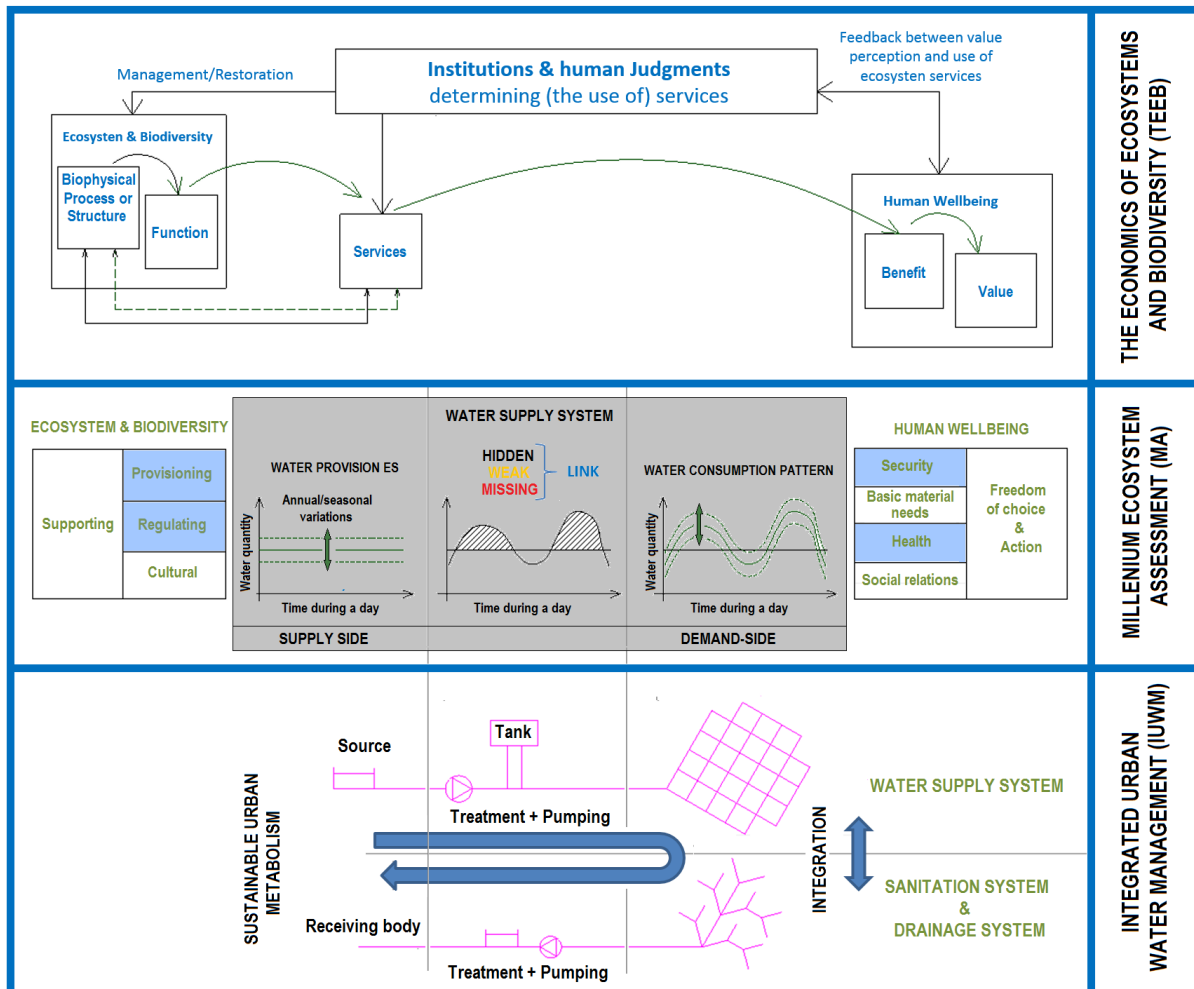 Management/Restoration
Institutions & human Judgments
determining (the use of) services
Feedback between value
perception and use of
ecosysten services
Ecosysten & Biodiversity
Biophysical
Process or
Structure
Function
Services
Human Wellbeing
Benefit
Value
THE ECONOMICS OF ECOSYSTEMS
AND BIODIVERSITY (TEEB)
ECOSYSTEM & BIODIVERSITY
Supporting
Provisioning
Regulating
Cultural
WATER SUPPLY SYSTEM
WATER PROVISION ES
Annual/seasonal
variations
Water quantity
Time during a day
SUPPLY SIDE
HIDDEN
WEAK
MISSING
LINK
Water quantity
Time during a day
WATER CONSUMPTION PATTERN
Water quantity
Time during a day
DEMAND-SIDE
HUMAN WELLBEING
Security
Basic material
needs
Health
Social relations
Freedom
of choice
&
Action
MILLENIUM ECOSYSTEM
ASSESSMENT (MA)
SUSTAINABLE URBAN
METABOLISM
Source
Tank
Treatment + Pumping
Receiving body
Treatment + Pumping
INTEGRATION
WATER SUPPLY SYSTEM
SANITATION SYSTEM
&
DRAINAGE SYSTEM
INTEGRATED URBAN
WATER MANAGEMENT (IUWM)